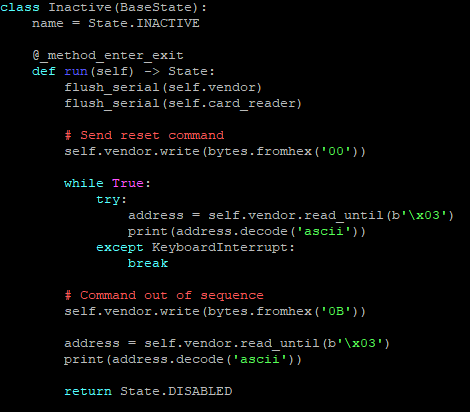 class Inactive(BaseState):
    name = State.INACTIVE

    @_method_enter_exit
    def run(self) -> State:
        flush_serial(self.vendor)
        flush_serial(self.card_reader)

        # Send reset command
        self.vendor.write(bytes.fromhex('00'))

        while True:
            try:
                address = self.vendor.read_until(b'\x03')
                print(address.decode('ascii'))
            except KeyboardInterrupt:
                break

        # Command out of sequence
        self.vendor.write(bytes.fromhex('0B'))

        address = self.vendor.read_until(b'\x03')
        print(address.decode('ascii'))

        return State.DISABLED